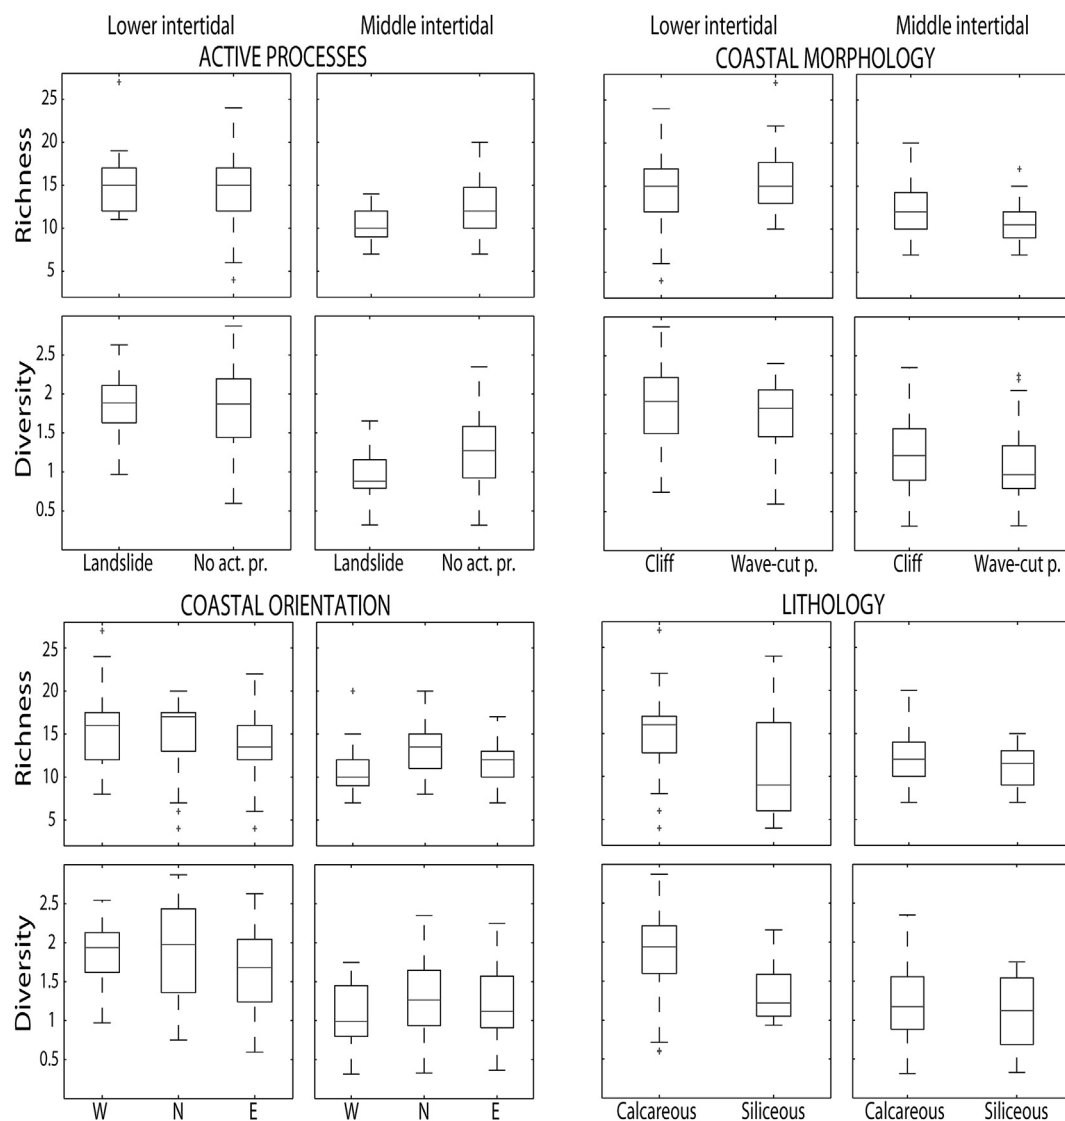 Lower intertidal Middle intertidal Lower intertidal Middle intertidal
ACTIVE PROCESSES COASTAL MORPHOLOGY
Richness
25
20
15
10
5
Diversity
2.5
2
1.5
1
0.5
Landslide No act. pr. Landslide No act. pr. Cliff Wave-cut p. Cliff Wave-cut p.
COASTAL ORIENTATION LITHOLOGY
Richness
25
20
15
10
5
Diversity
2.5
2
1.5
1
0.5
W N E W N E Calcareous Siliceous Calcareous Siliceous